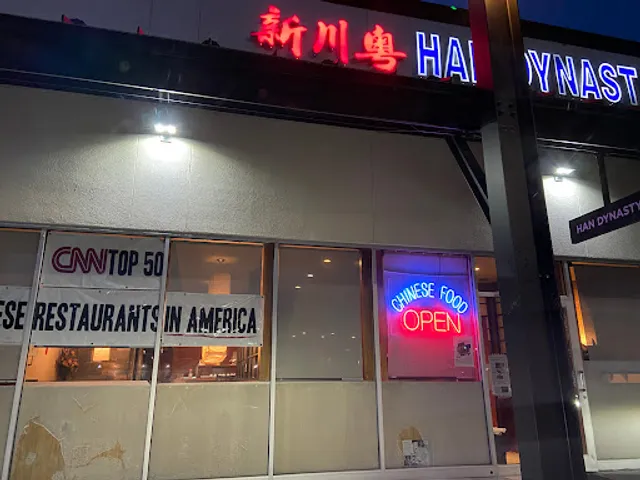 新川粤 HAN DYNAST
HAN DYNASTY
CNN TOP 50
ESE RESTAURANTS IN AMERICA
CHINESE FOOD
OPEN